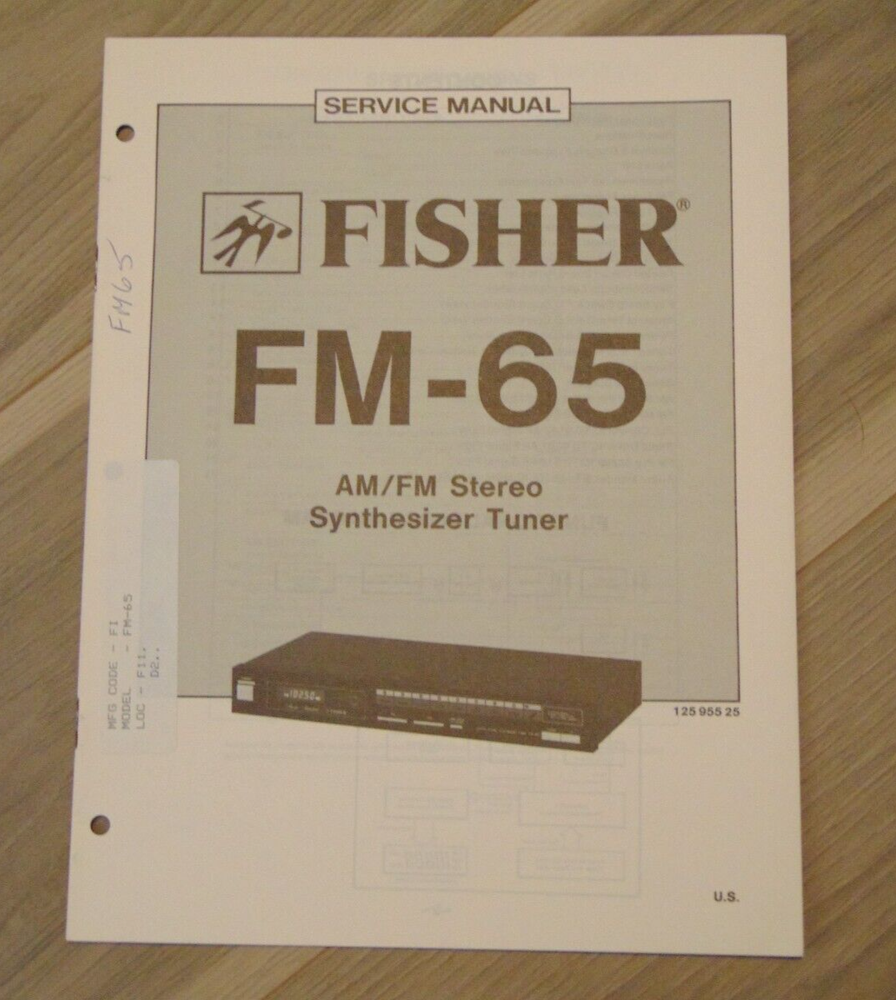 SERVICE MANUAL
FISHER®
FM-65
AM/FM Stereo
Synthesizer Tuner
125 955 25
U.S.
FM65
MFG CODE - FI
MODEL - FM-65
LOC - FII.
D2..